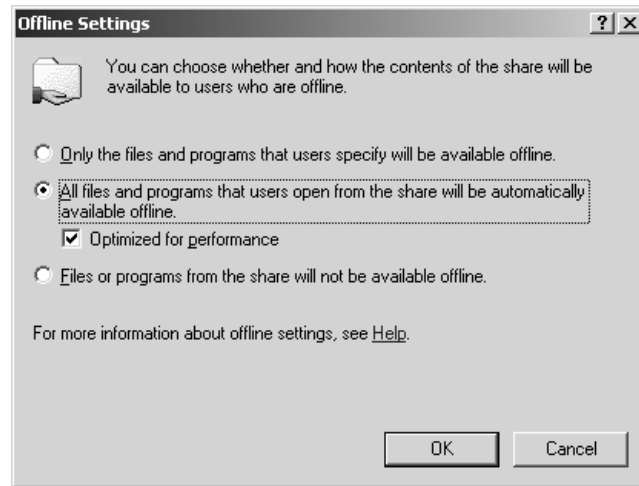 Offline Settings
You can choose whether and how the contents of the share will be
available to users who are offline.
Only the files and programs that users specify will be available offline.
All files and programs that users open from the share will be automatically
available offline.
Optimized for performance
Files or programs from the share will not be available offline.
For more information about offline settings, see Help.
OK Cancel